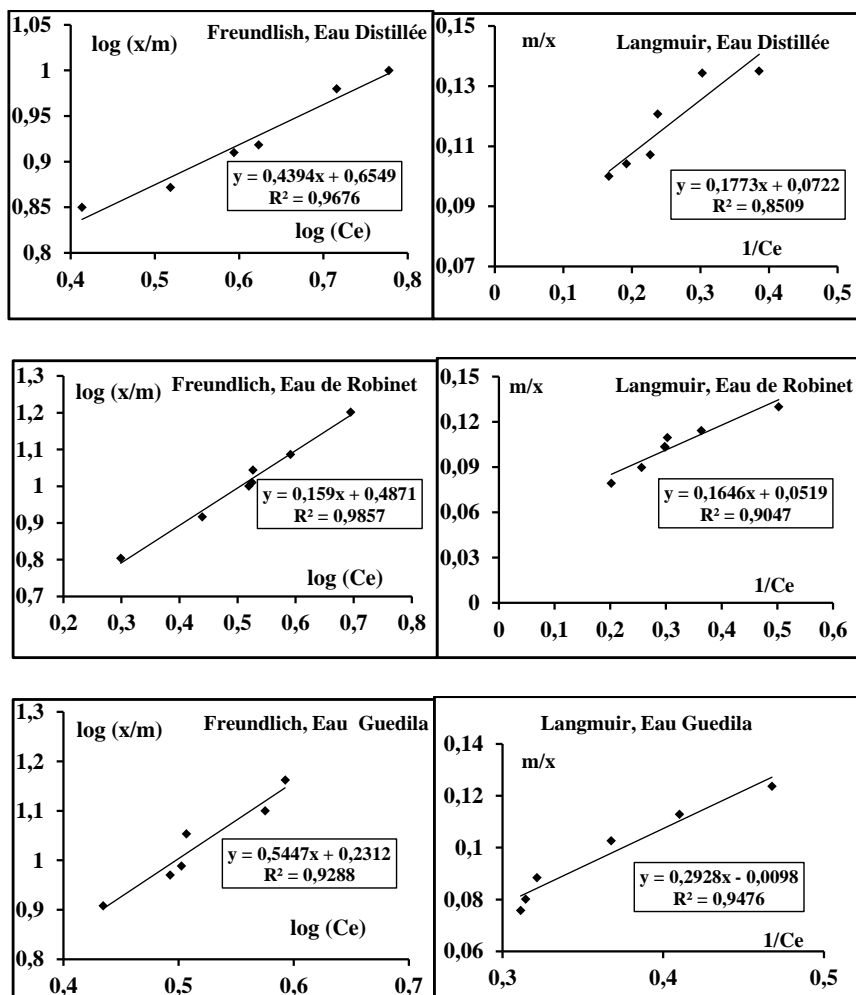 Freundlish, Eau Distillée
log (x/m)
1,05
1
0,95
0,9
0,85
0,8
y = 0,4394x + 0,6549
R² = 0,9676
log (Ce)
0,4 0,5 0,6 0,7 0,8
Langmuir, Eau Distillée
m/x
0,15
0,13
0,11
0,09
0,07
y = 0,1773x + 0,0722
R² = 0,8509
1/Ce
0 0,1 0,2 0,3 0,4 0,5
Freundlich, Eau de Robinet
log (x/m)
1,3
1,2
1,1
1
0,9
0,8
0,7
y = 0,159x + 0,4871
R² = 0,9857
log (Ce)
0,2 0,3 0,4 0,5 0,6 0,7 0,8
Langmuir, Eau de Robinet
m/x
0,15
0,12
0,09
0,06
0,03
0
y = 0,1646x + 0,0519
R² = 0,9047
1/Ce
0 0,1 0,2 0,3 0,4 0,5 0,6
Freundlich, Eau Guedila
log (x/m)
1,3
1,2
1,1
1
0,9
0,8
y = 0,5447x + 0,2312
R² = 0,9288
log (Ce)
0,4 0,5 0,6 0,7
Langmuir, Eau Guedila
m/x
0,14
0,12
0,1
0,08
0,06
y = 0,2928x - 0,0098
R² = 0,9476
1/Ce
0,3 0,4 0,5